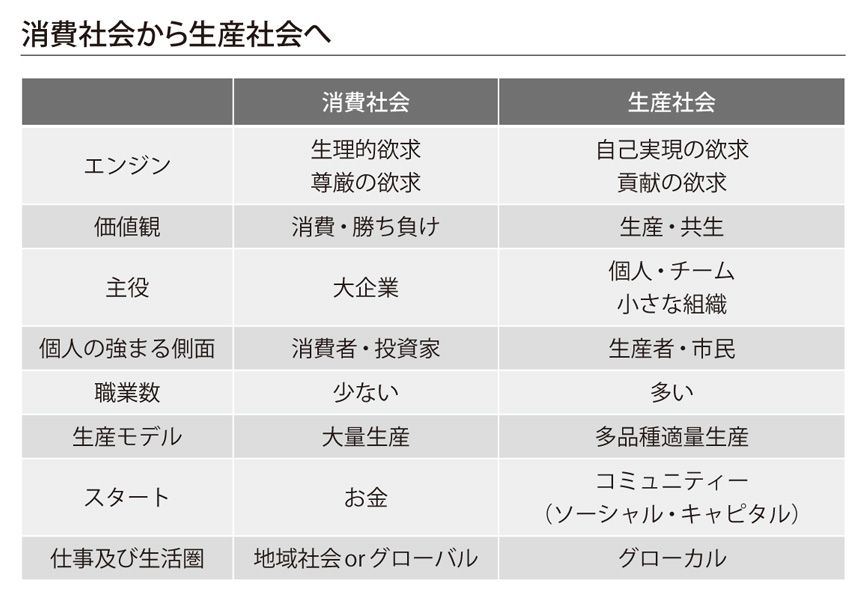 消費社会から生産社会へ
消費社会 生産社会
エンジン 生理的欲求 自己実現の欲求
尊厳の欲求 貢献の欲求
価値観 消費・勝ち負け 生産・共生
主役 大企業 個人・チーム
小さな組織
個人の強まる側面 消費者・投資家 生産者・市民
職業数 少ない 多い
生産モデル 大量生産 多品種適量生産
スタート お金 コミュニティー
（ソーシャル・キャピタル）
仕事及び生活圏 地域社会orグローバル グローカル